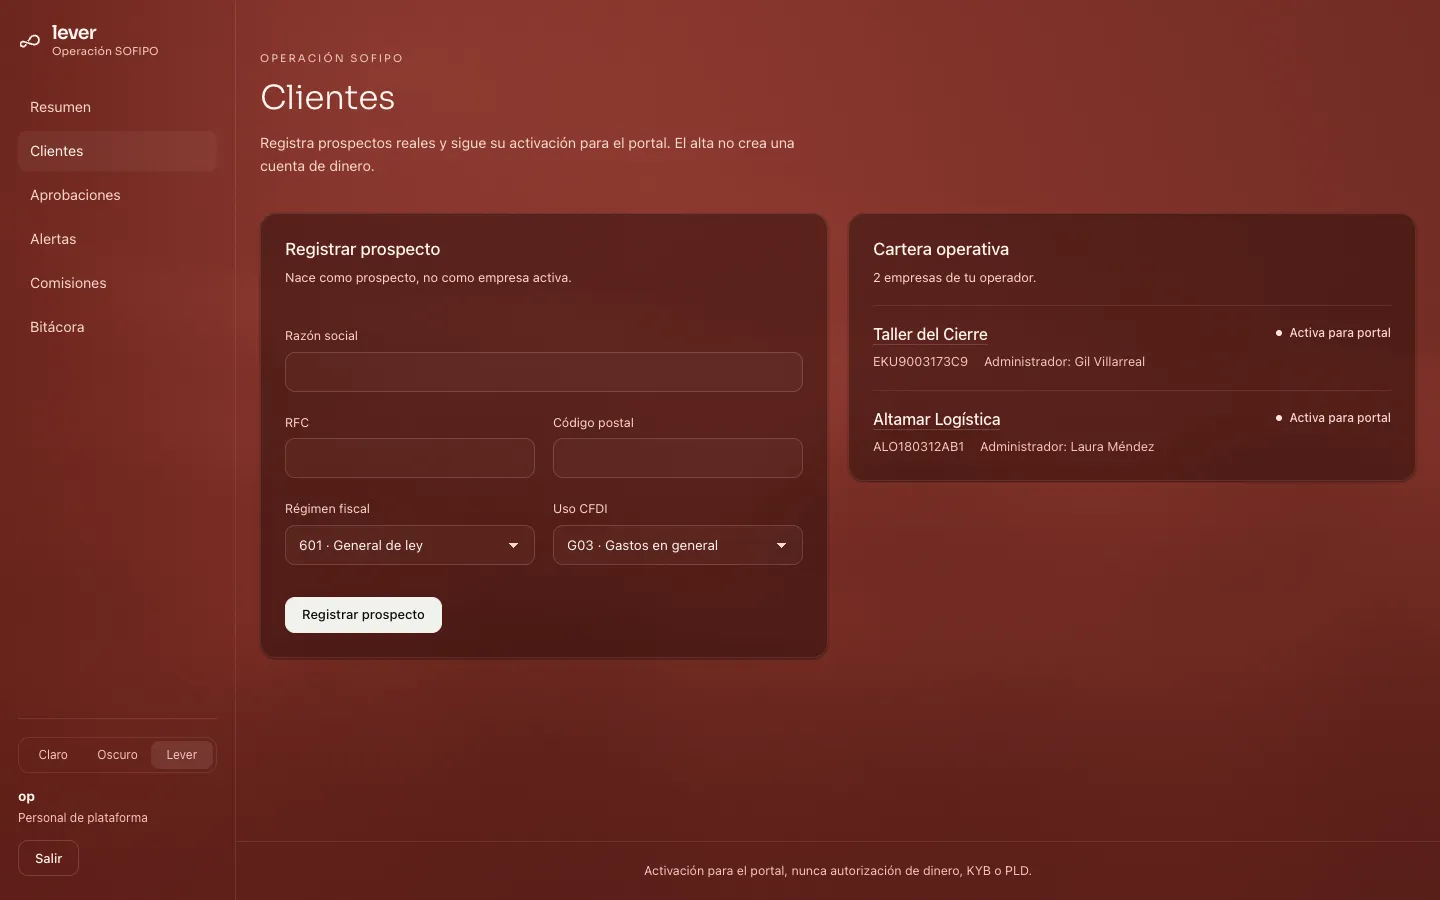 lever
Operación SOFIPO
Resumen
Clientes
Aprobaciones
Alertas
Comisiones
Bitácora
Claro Oscuro Lever
op
Personal de plataforma
Salir
OPERACIÓN SOFIPO
Clientes
Registra prospectos reales y sigue su activación para el portal. El alta no crea una
cuenta de dinero.
Registrar prospecto
Nace como prospecto, no como empresa activa.
Razón social
RFC Código postal
Régimen fiscal Uso CFDI
601 · General de ley G03 · Gastos en general
Registrar prospecto
Cartera operativa
2 empresas de tu operador.
Taller del Cierre Activa para portal
EKU9003173C9 Administrador: Gil Villarreal
Altamar Logística Activa para portal
ALO180312AB1 Administrador: Laura Méndez
Activación para el portal, nunca autorización de dinero, KYB o PLD.